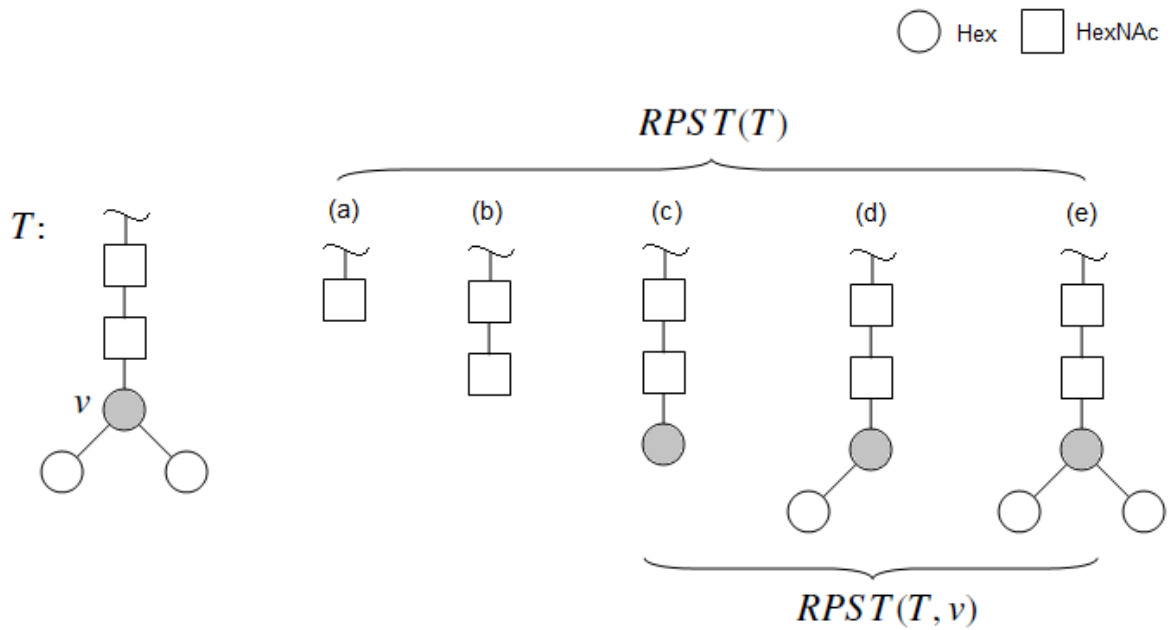 Hex HexNAc
RPST(T)
T:
(a) (b) (c) (d) (e)
v
RPST(T, v)